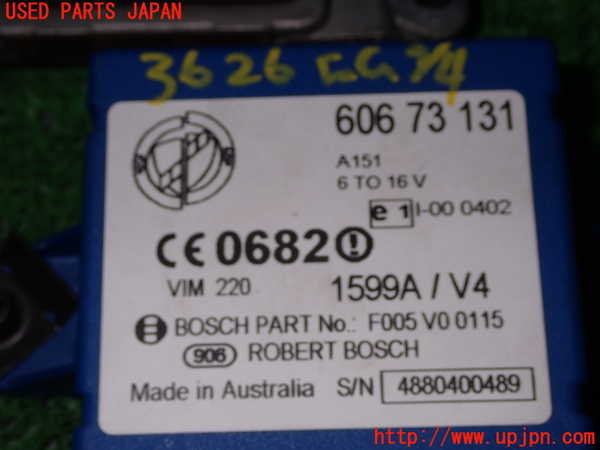 USED PARTS JAPAN
3626
606 73 131
A151
6 TO 16 V
e 1 I-00 0402
CE 0682
VIM 220 1599A / V4
BOSCH PART No.: F005 V0 0115
906 ROBERT BOSCH
Made in Australia S/N 4880400489
http://www.upjpn.com/